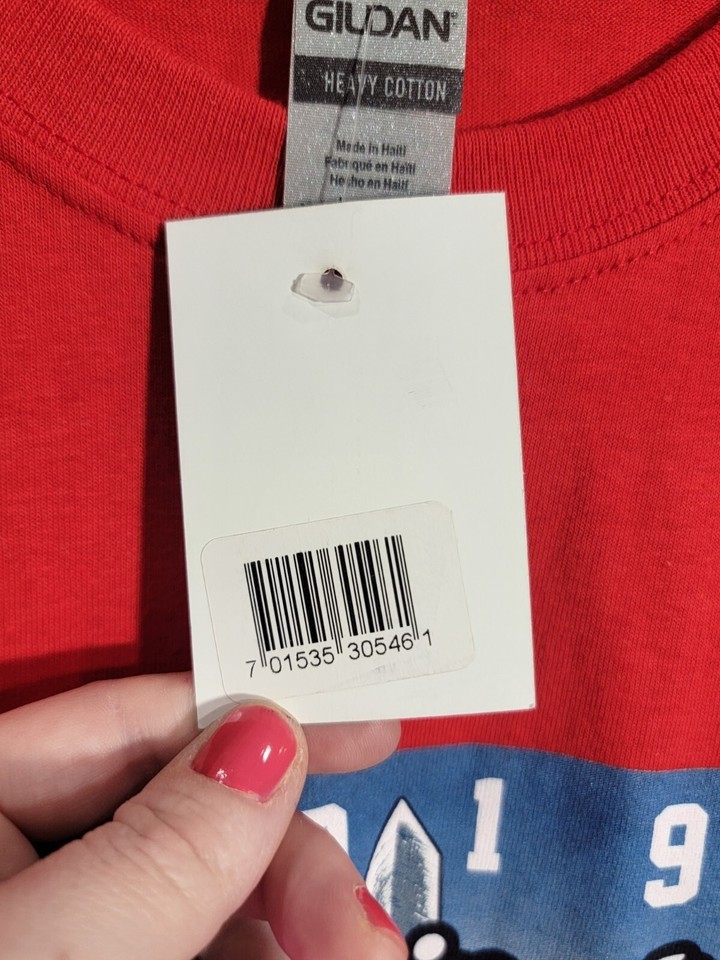 GILDAN®
HEAVY COTTON
Made in Haiti
Fabriqué en Haïti
Hecho en Haití
7 01535 30546 1
1 9